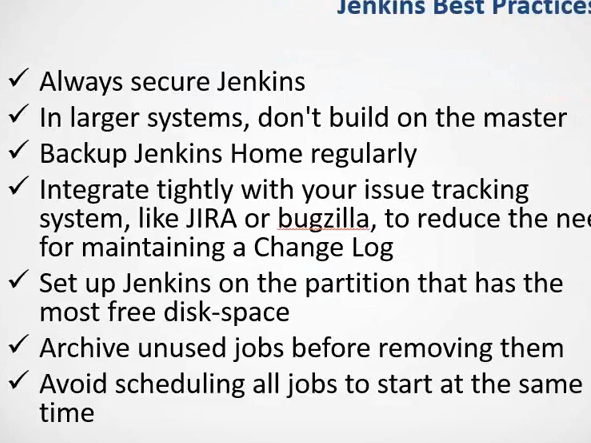 Jenkins Best Practices
✓ Always secure Jenkins
✓ In larger systems, don't build on the master
✓ Backup Jenkins Home regularly
✓ Integrate tightly with your issue tracking
system, like JIRA or bugzilla, to reduce the
for maintaining a Change Log
✓ Set up Jenkins on the partition that has the
most free disk-space
✓ Archive unused jobs before removing them
✓ Avoid scheduling all jobs to start at the same
time